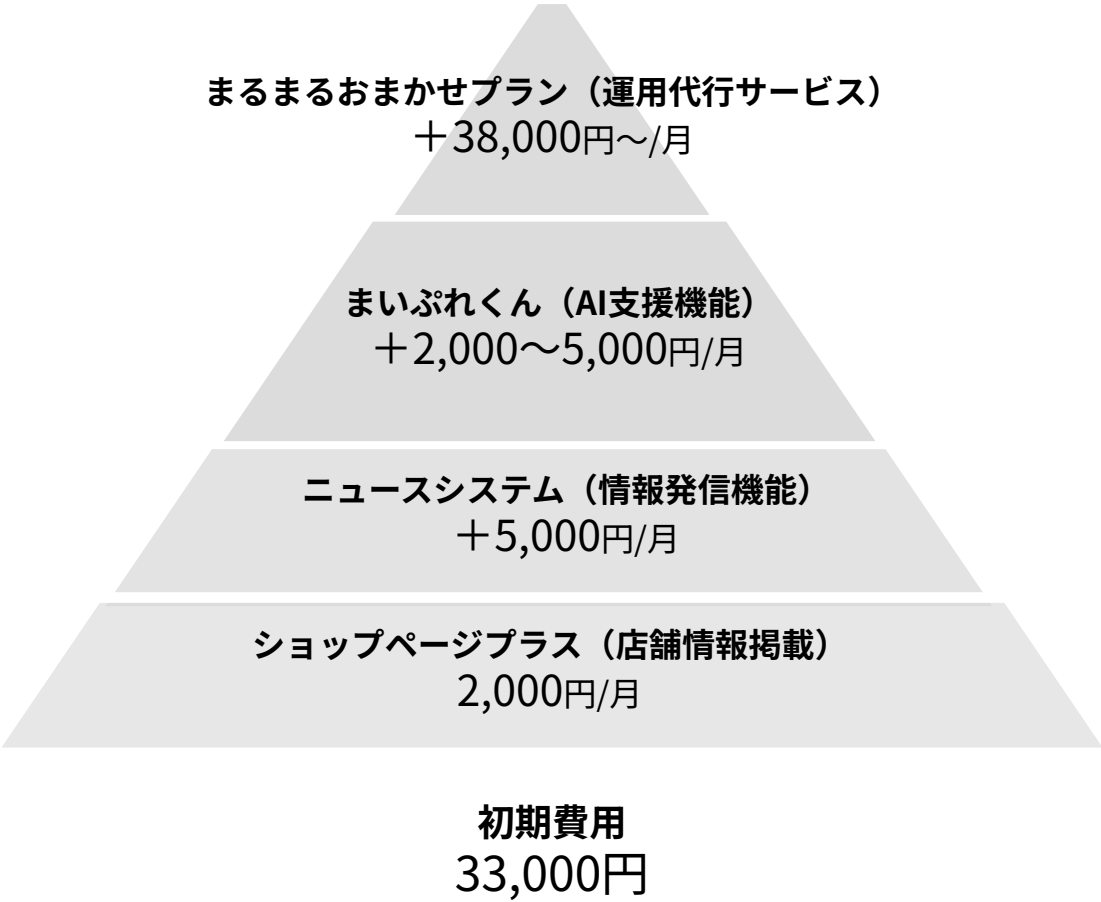 まるまるおまかせプラン（運用代行サービス）
＋38,000円～/月
まいぷれくん（AI支援機能）
＋2,000～5,000円/月
ニュースシステム（情報発信機能）
＋5,000円/月
ショップページプラス（店舗情報掲載）
2,000円/月
初期費用
33,000円